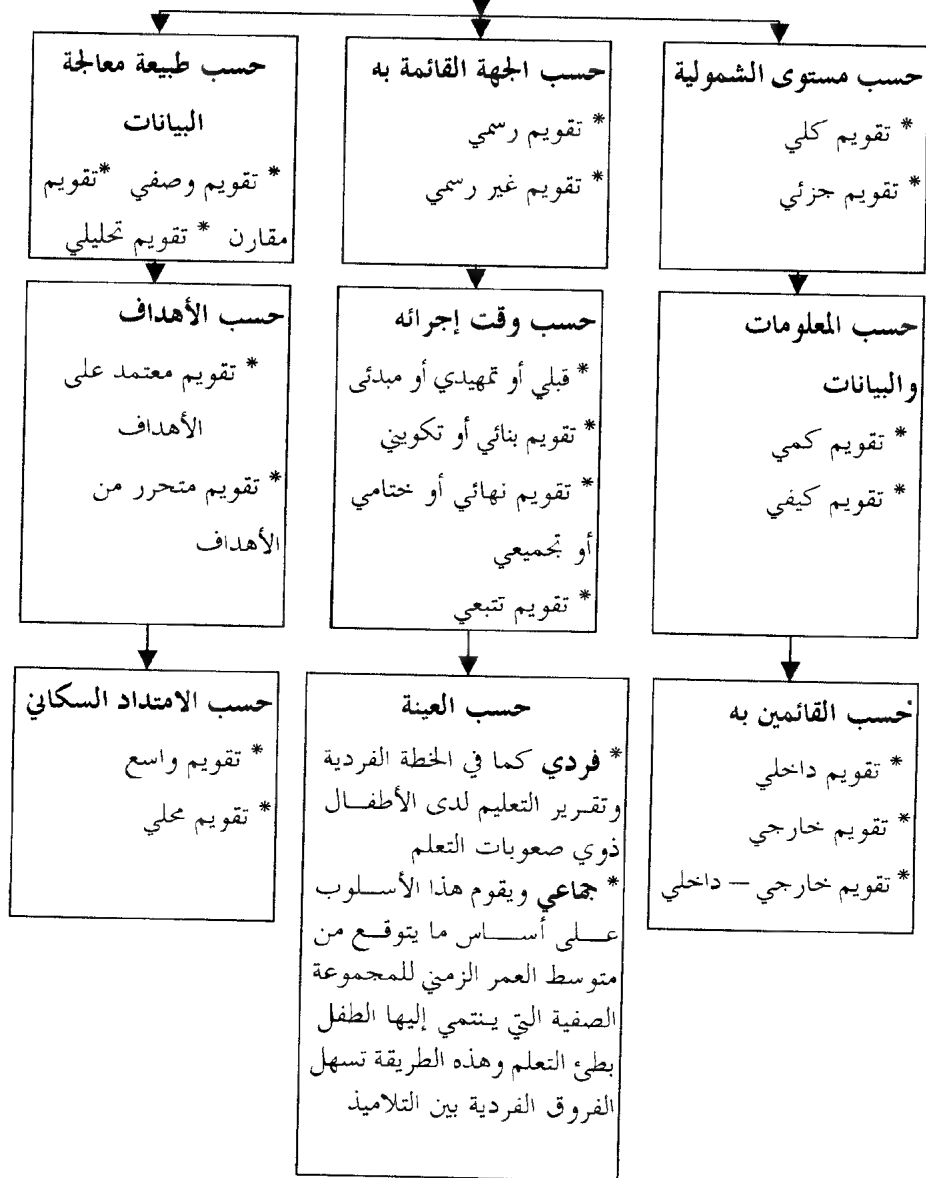 حسب مستوى الشمولية
* تقويم كلي
* تقويم جزئي
حسب الجهة القائمة به
* تقويم رسمي
* تقويم غير رسمي
حسب طبيعة معالجة
البيانات
* تقويم وصفي *تقويم
مقارن * تقويم تحليلي
حسب المعلومات
والبيانات
* تقويم كمي
* تقويم كيفي
حسب وقت إجرائه
* قبلي أو تمهيدي أو مبدئى
* تقويم بنائي أو تكويني
* تقويم نهائي أو ختامي
أو تجميعي
* تقويم تتبعي
حسب الأهداف
* تقويم معتمد على
الأهداف
* تقويم متحرر من
الأهداف
حسب القائمين به
* تقويم داخلي
* تقويم خارجي
* تقويم خارجي – داخلي
حسب العينة
* فردي كما في الخطة الفردية
وتقرير التعليم لدى الأطفال
ذوي صعوبات التعلم
* جماعي ويقوم هذا الأسلوب
على أساس ما يتوقع من
متوسط العمر الزمني للمجموعة
الصفية التي ينتمي إليها الطفل
بطئ التعلم وهذه الطريقة تسهل
الفروق الفردية بين التلاميذ
حسب الامتداد السكاني
* تقويم واسع
* تقويم محلي